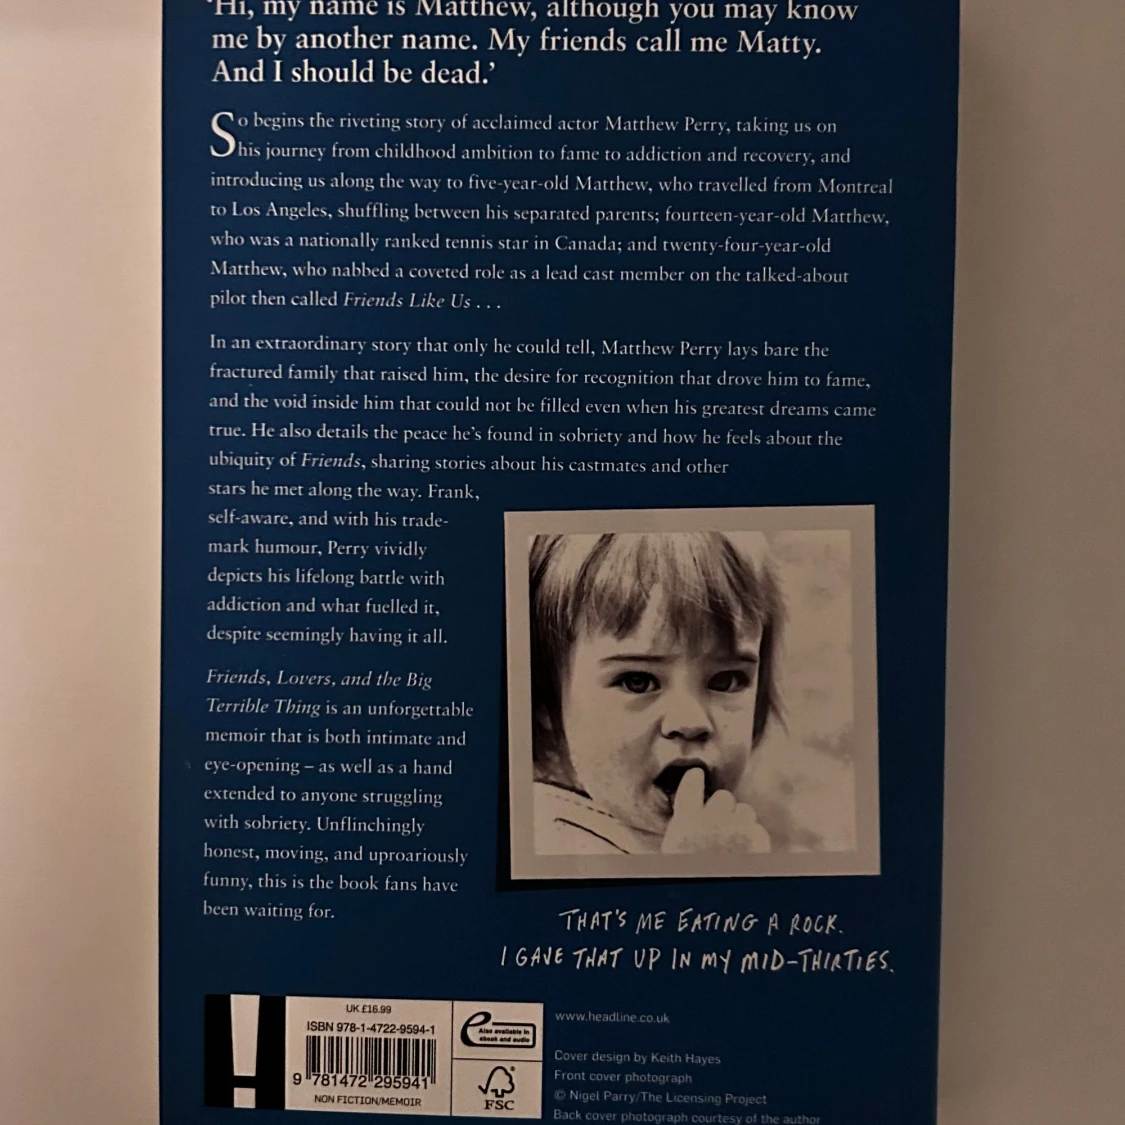 'Hi, my name is Matthew, although you may know
me by another name. My friends call me Matty.
And I should be dead.'
So begins the riveting story of acclaimed actor Matthew Perry, taking us on
his journey from childhood ambition to fame to addiction and recovery, and
introducing us along the way to five-year-old Matthew, who travelled from Montreal
to Los Angeles, shuffling between his separated parents; fourteen-year-old Matthew,
who was a nationally ranked tennis star in Canada; and twenty-four-year-old
Matthew, who nabbed a coveted role as a lead cast member on the talked-about
pilot then called Friends Like Us . . .
In an extraordinary story that only he could tell, Matthew Perry lays bare the
fractured family that raised him, the desire for recognition that drove him to fame,
and the void inside him that could not be filled even when his greatest dreams came
true. He also details the peace he's found in sobriety and how he feels about the
ubiquity of Friends, sharing stories about his castmates and other
stars he met along the way. Frank,
self-aware, and with his trade-
mark humour, Perry vividly
depicts his lifelong battle with
addiction and what fuelled it,
despite seemingly having it all.
Friends, Lovers, and the Big
Terrible Thing is an unforgettable
memoir that is both intimate and
eye-opening – as well as a hand
extended to anyone struggling
with sobriety. Unflinchingly
honest, moving, and uproariously
funny, this is the book fans have
been waiting for.
THAT'S ME EATING A ROCK.
I GAVE THAT UP IN MY MID-THIRTIES.
UK £16.99
ISBN 978-1-4722-9594-1
9 781472 295941
NON FICTION/MEMOIR
e
Also available in
ebook and audio
FSC
www.headline.co.uk
Cover design by Keith Hayes
Front cover photograph
© Nigel Parry/The Licensing Project
Back cover photograph courtesy of the author